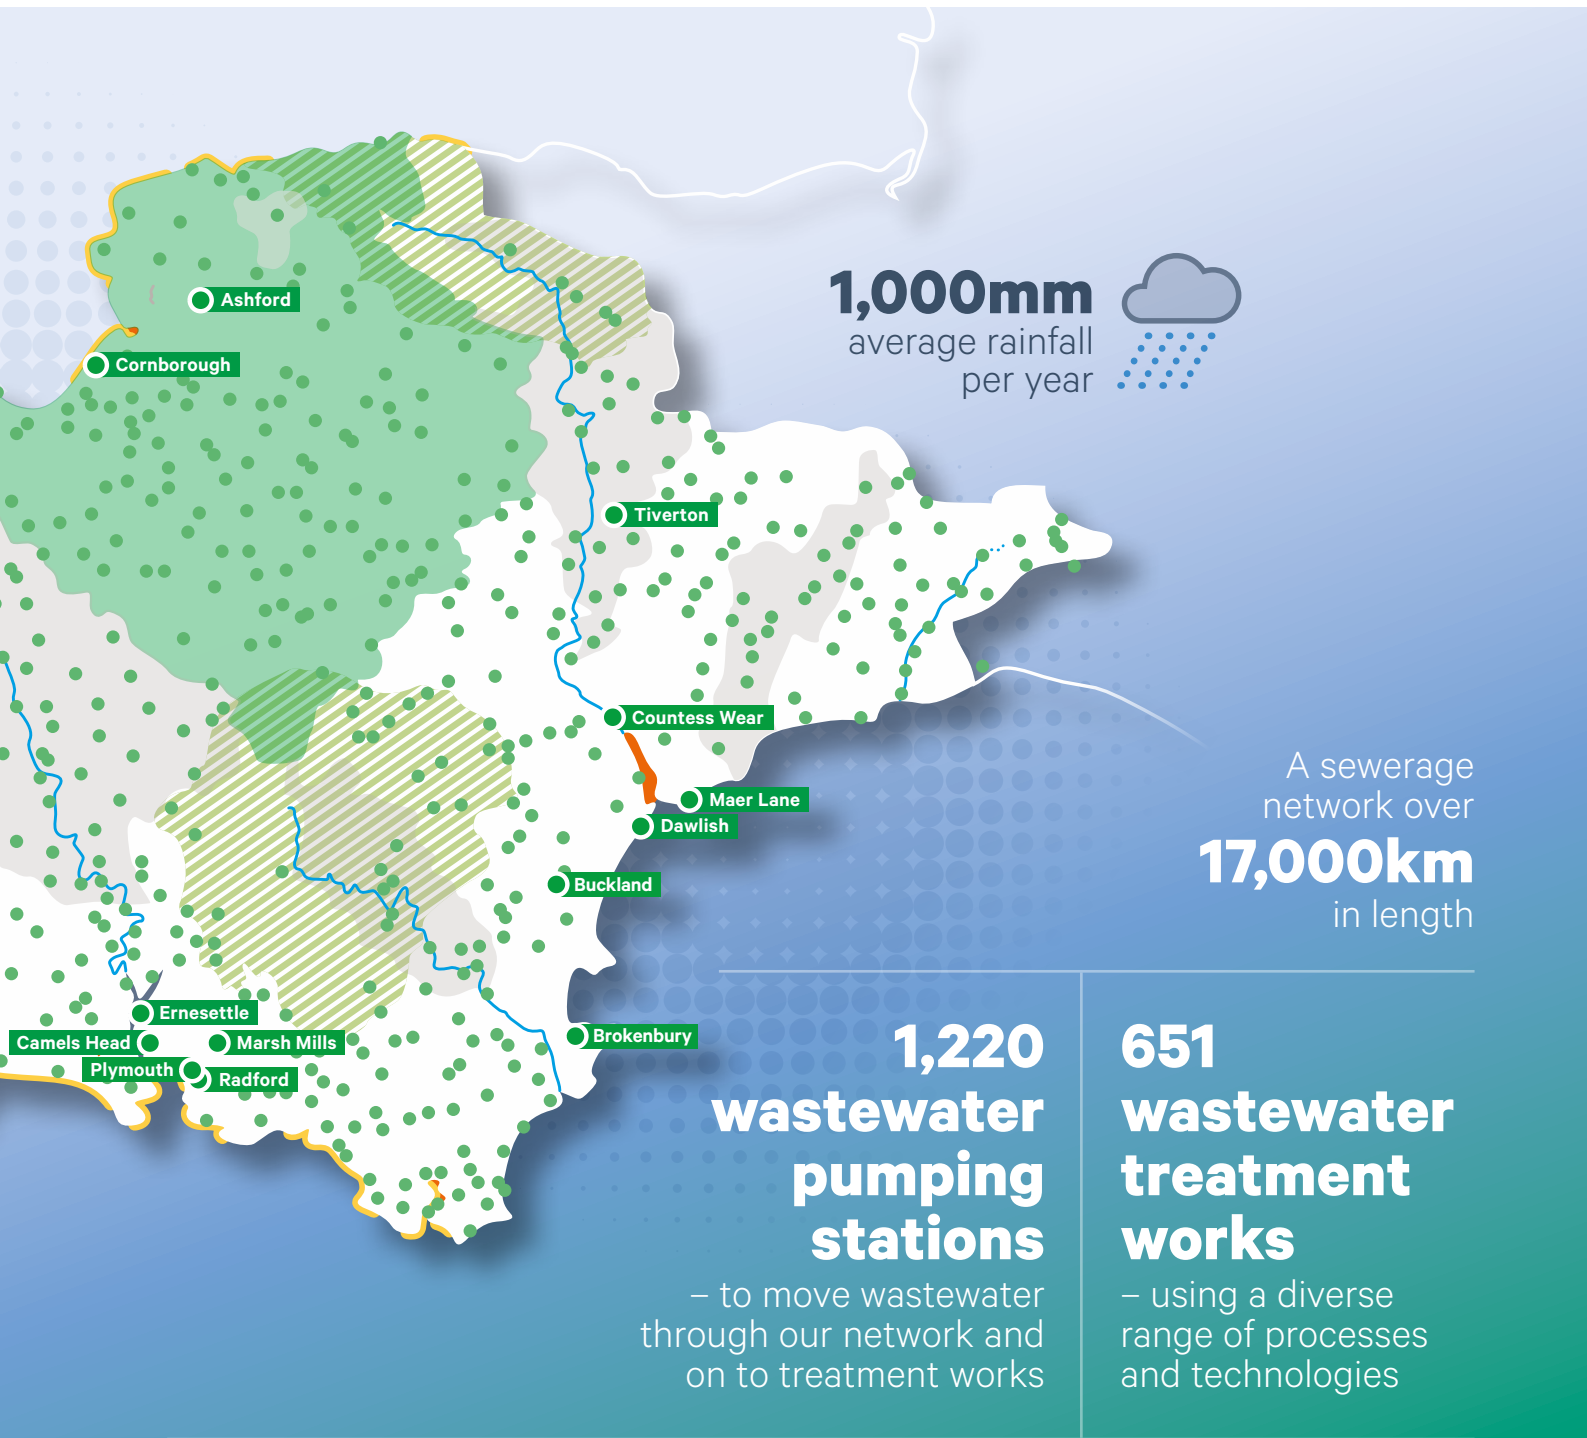 1,000mm
average rainfall
per year
Ashford
Cornborough
Tiverton
Countess Wear
Maer Lane
Dawlish
Buckland
Ernesettle
Camels Head
Marsh Mills
Plymouth
Radford
Brokenbury
A sewerage
network over
17,000km
in length
1,220
wastewater
pumping
stations
– to move wastewater
through our network and
on to treatment works
651
wastewater
treatment
works
– using a diverse
range of processes
and technologies